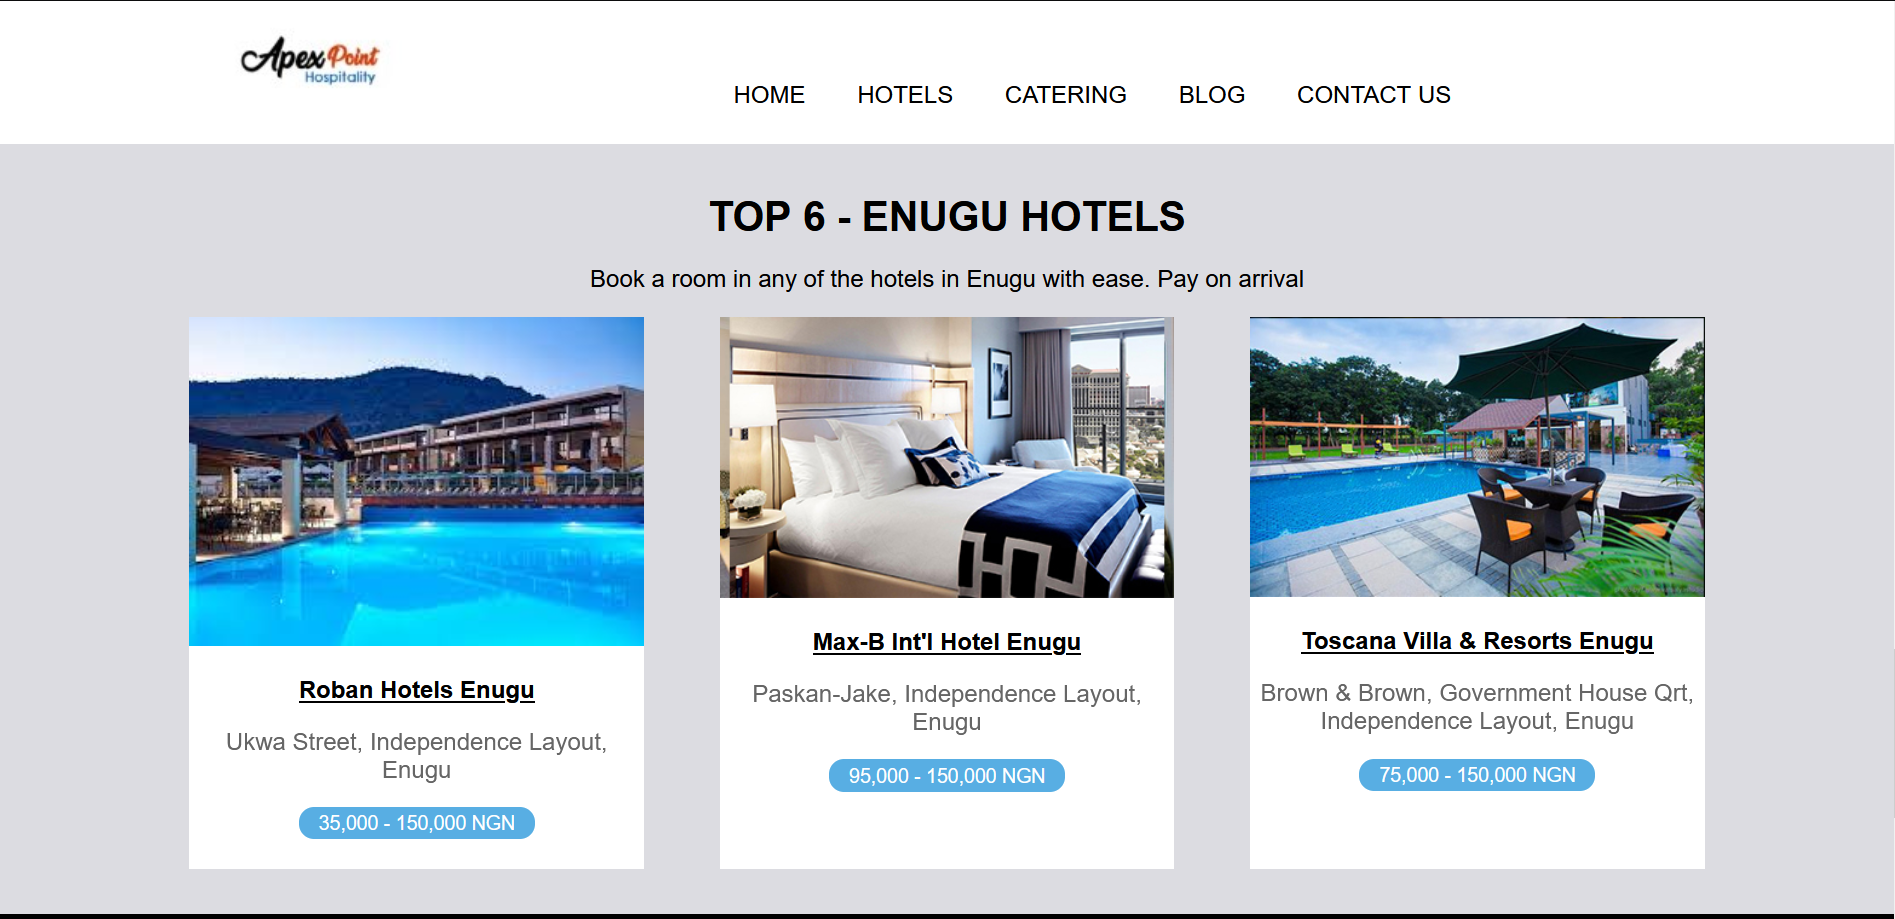 Apex Point
Hospitality
HOME HOTELS CATERING BLOG CONTACT US
TOP 6 - ENUGU HOTELS
Book a room in any of the hotels in Enugu with ease. Pay on arrival
Roban Hotels Enugu
Ukwa Street, Independence Layout,
Enugu
35,000 - 150,000 NGN
Max-B Int'l Hotel Enugu
Paskan-Jake, Independence Layout,
Enugu
95,000 - 150,000 NGN
Toscana Villa & Resorts Enugu
Brown & Brown, Government House Qrt,
Independence Layout, Enugu
75,000 - 150,000 NGN